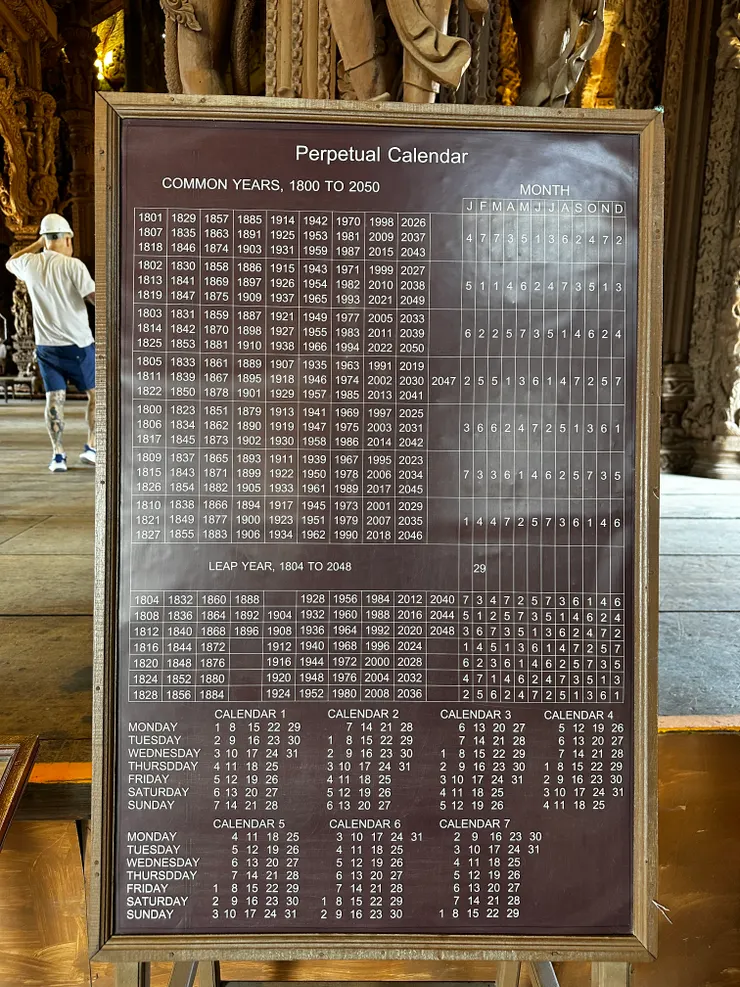 Perpetual Calendar
COMMON YEARS, 1800 TO 2050 MONTH
J F M A M J J A S O N D
1801 1829 1857 1885 1914 1942 1970 1998 2026
1807 1835 1863 1891 1925 1953 1981 2009 2037 4 7 7 3 5 1 3 6 2 4 7 2
1818 1846 1874 1903 1931 1959 1987 2015 2043
1802 1830 1858 1886 1915 1943 1971 1999 2027
1813 1841 1869 1897 1926 1954 1982 2010 2038 5 1 1 4 6 2 4 7 3 5 1 3
1819 1847 1875 1909 1937 1965 1993 2021 2049
1803 1831 1859 1887 1921 1949 1977 2005 2033
1814 1842 1870 1898 1927 1955 1983 2011 2039 6 2 2 5 7 3 5 1 4 6 2 4
1825 1853 1881 1910 1938 1966 1994 2022 2050
1805 1833 1861 1889 1907 1935 1963 1991 2019
1811 1839 1867 1895 1918 1946 1974 2002 2030 2047 2 5 5 1 3 6 1 4 7 2 5 7
1822 1850 1878 1901 1929 1957 1985 2013 2041
1800 1823 1851 1879 1913 1941 1969 1997 2025
1806 1834 1862 1890 1919 1947 1975 2003 2031 3 6 6 2 4 7 2 5 1 3 6 1
1817 1845 1873 1902 1930 1958 1986 2014 2042
1809 1837 1865 1893 1911 1939 1967 1995 2023
1815 1843 1871 1899 1922 1950 1978 2006 2034 7 3 3 6 1 4 6 2 5 7 3 5
1826 1854 1882 1905 1933 1961 1989 2017 2045
1810 1838 1866 1894 1917 1945 1973 2001 2029
1821 1849 1877 1900 1923 1951 1979 2007 2035 1 4 4 7 2 5 7 3 6 1 4 6
1827 1855 1883 1906 1934 1962 1990 2018 2046
LEAP YEAR, 1804 TO 2048 29
1804 1832 1860 1888 1928 1956 1984 2012 2040 7 3 4 7 2 5 7 3 6 1 4 6
1808 1836 1864 1892 1904 1932 1960 1988 2016 2044 5 1 2 5 7 3 5 1 4 6 2 4
1812 1840 1868 1896 1908 1936 1964 1992 2020 2048 3 6 7 3 5 1 3 6 2 4 7 2
1816 1844 1872 1912 1940 1968 1996 2024 1 4 5 1 3 6 1 4 7 2 5 7
1820 1848 1876 1916 1944 1972 2000 2028 6 2 3 6 1 4 6 2 5 7 3 5
1824 1852 1880 1920 1948 1976 2004 2032 4 7 1 4 6 2 4 7 3 5 1 3
1828 1856 1884 1924 1952 1980 2008 2036 2 5 6 2 4 7 2 5 1 3 6 1
CALENDAR 1 CALENDAR 2 CALENDAR 3 CALENDAR 4
MONDAY 1 8 15 22 29 7 14 21 28 6 13 20 27 5 12 19 26
TUESDAY 2 9 16 23 30 1 8 15 22 29 7 14 21 28 6 13 20 27
WEDNESDAY 3 10 17 24 31 2 9 16 23 30 1 8 15 22 29 7 14 21 28
THURSDDAY 4 11 18 25 3 10 17 24 31 2 9 16 23 30 1 8 15 22 29
FRIDAY 5 12 19 26 4 11 18 25 3 10 17 24 31 2 9 16 23 30
SATURDAY 6 13 20 27 5 12 19 26 4 11 18 25 3 10 17 24 31
SUNDAY 7 14 21 28 6 13 20 27 5 12 19 26 4 11 18 25
CALENDAR 5 CALENDAR 6 CALENDAR 7
MONDAY 4 11 18 25 3 10 17 24 31 2 9 16 23 30
TUESDAY 5 12 19 26 4 11 18 25 3 10 17 24 31
WEDNESDAY 6 13 20 27 5 12 19 26 4 11 18 25
THURSDDAY 7 14 21 28 6 13 20 27 5 12 19 26
FRIDAY 1 8 15 22 29 7 14 21 28 6 13 20 27
SATURDAY 2 9 16 23 30 1 8 15 22 29 7 14 21 28
SUNDAY 3 10 17 24 31 2 9 16 23 30 1 8 15 22 29